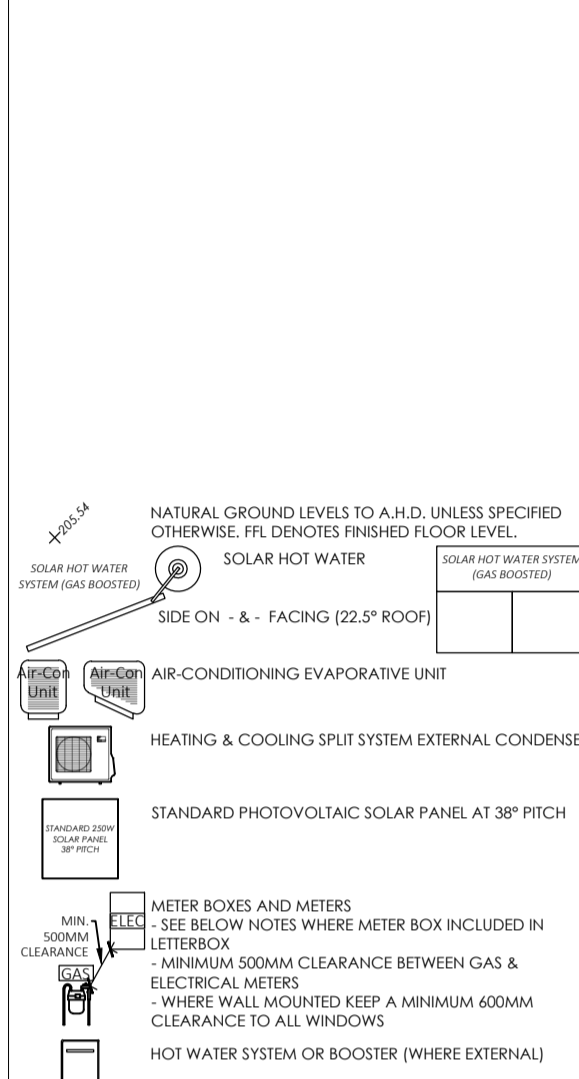 205.54
NATURAL GROUND LEVELS TO A.H.D. UNLESS SPECIFIED
OTHERWISE. FFL DENOTES FINISHED FLOOR LEVEL.
SOLAR HOT WATER
SYSTEM (GAS BOOSTED)
SOLAR HOT WATER
SOLAR HOT WATER SYSTEM
(GAS BOOSTED)
SIDE ON - & - FACING (22.5° ROOF)
Air-Con
Unit
Air-Con
Unit
AIR-CONDITIONING EVAPORATIVE UNIT
HEATING & COOLING SPLIT SYSTEM EXTERNAL CONDENSE
STANDARD 250W
SOLAR PANEL
38° PITCH
STANDARD PHOTOVOLTAIC SOLAR PANEL AT 38° PITCH
MIN.
500MM
CLEARANCE
ELEC
GAS
METER BOXES AND METERS
- SEE BELOW NOTES WHERE METER BOX INCLUDED IN
LETTERBOX
- MINIMUM 500MM CLEARANCE BETWEEN GAS &
ELECTRICAL METERS
- WHERE WALL MOUNTED KEEP A MINIMUM 600MM
CLEARANCE TO ALL WINDOWS
HOT WATER SYSTEM OR BOOSTER (WHERE EXTERNAL)